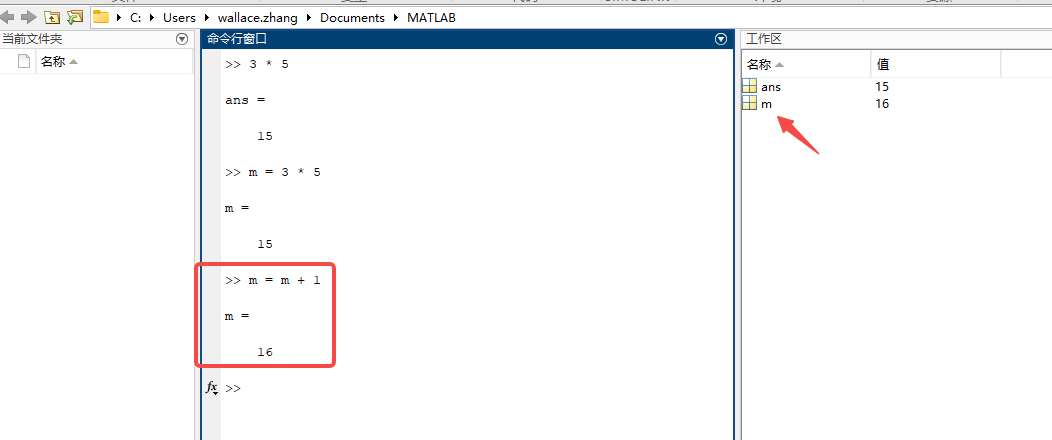 C: Users wallace.zhang Documents MATLAB
当前文件夹
名称
命令行窗口
>> 3 * 5
ans =
15
>> m = 3 * 5
m =
15
>> m = m + 1
m =
16
fx >>
工作区
名称 值
ans 15
m 16